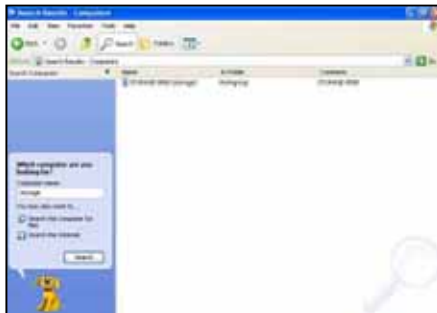 Search Results - Computers
File Edit View Favorites Tools Help
Back Search Folders
Search Results - Computers
Search Companion
Name In Folder Comments
Which computer are you looking for?
Computer name:
storage
You may also want to...
Search this computer for files
Search the Internet
Search